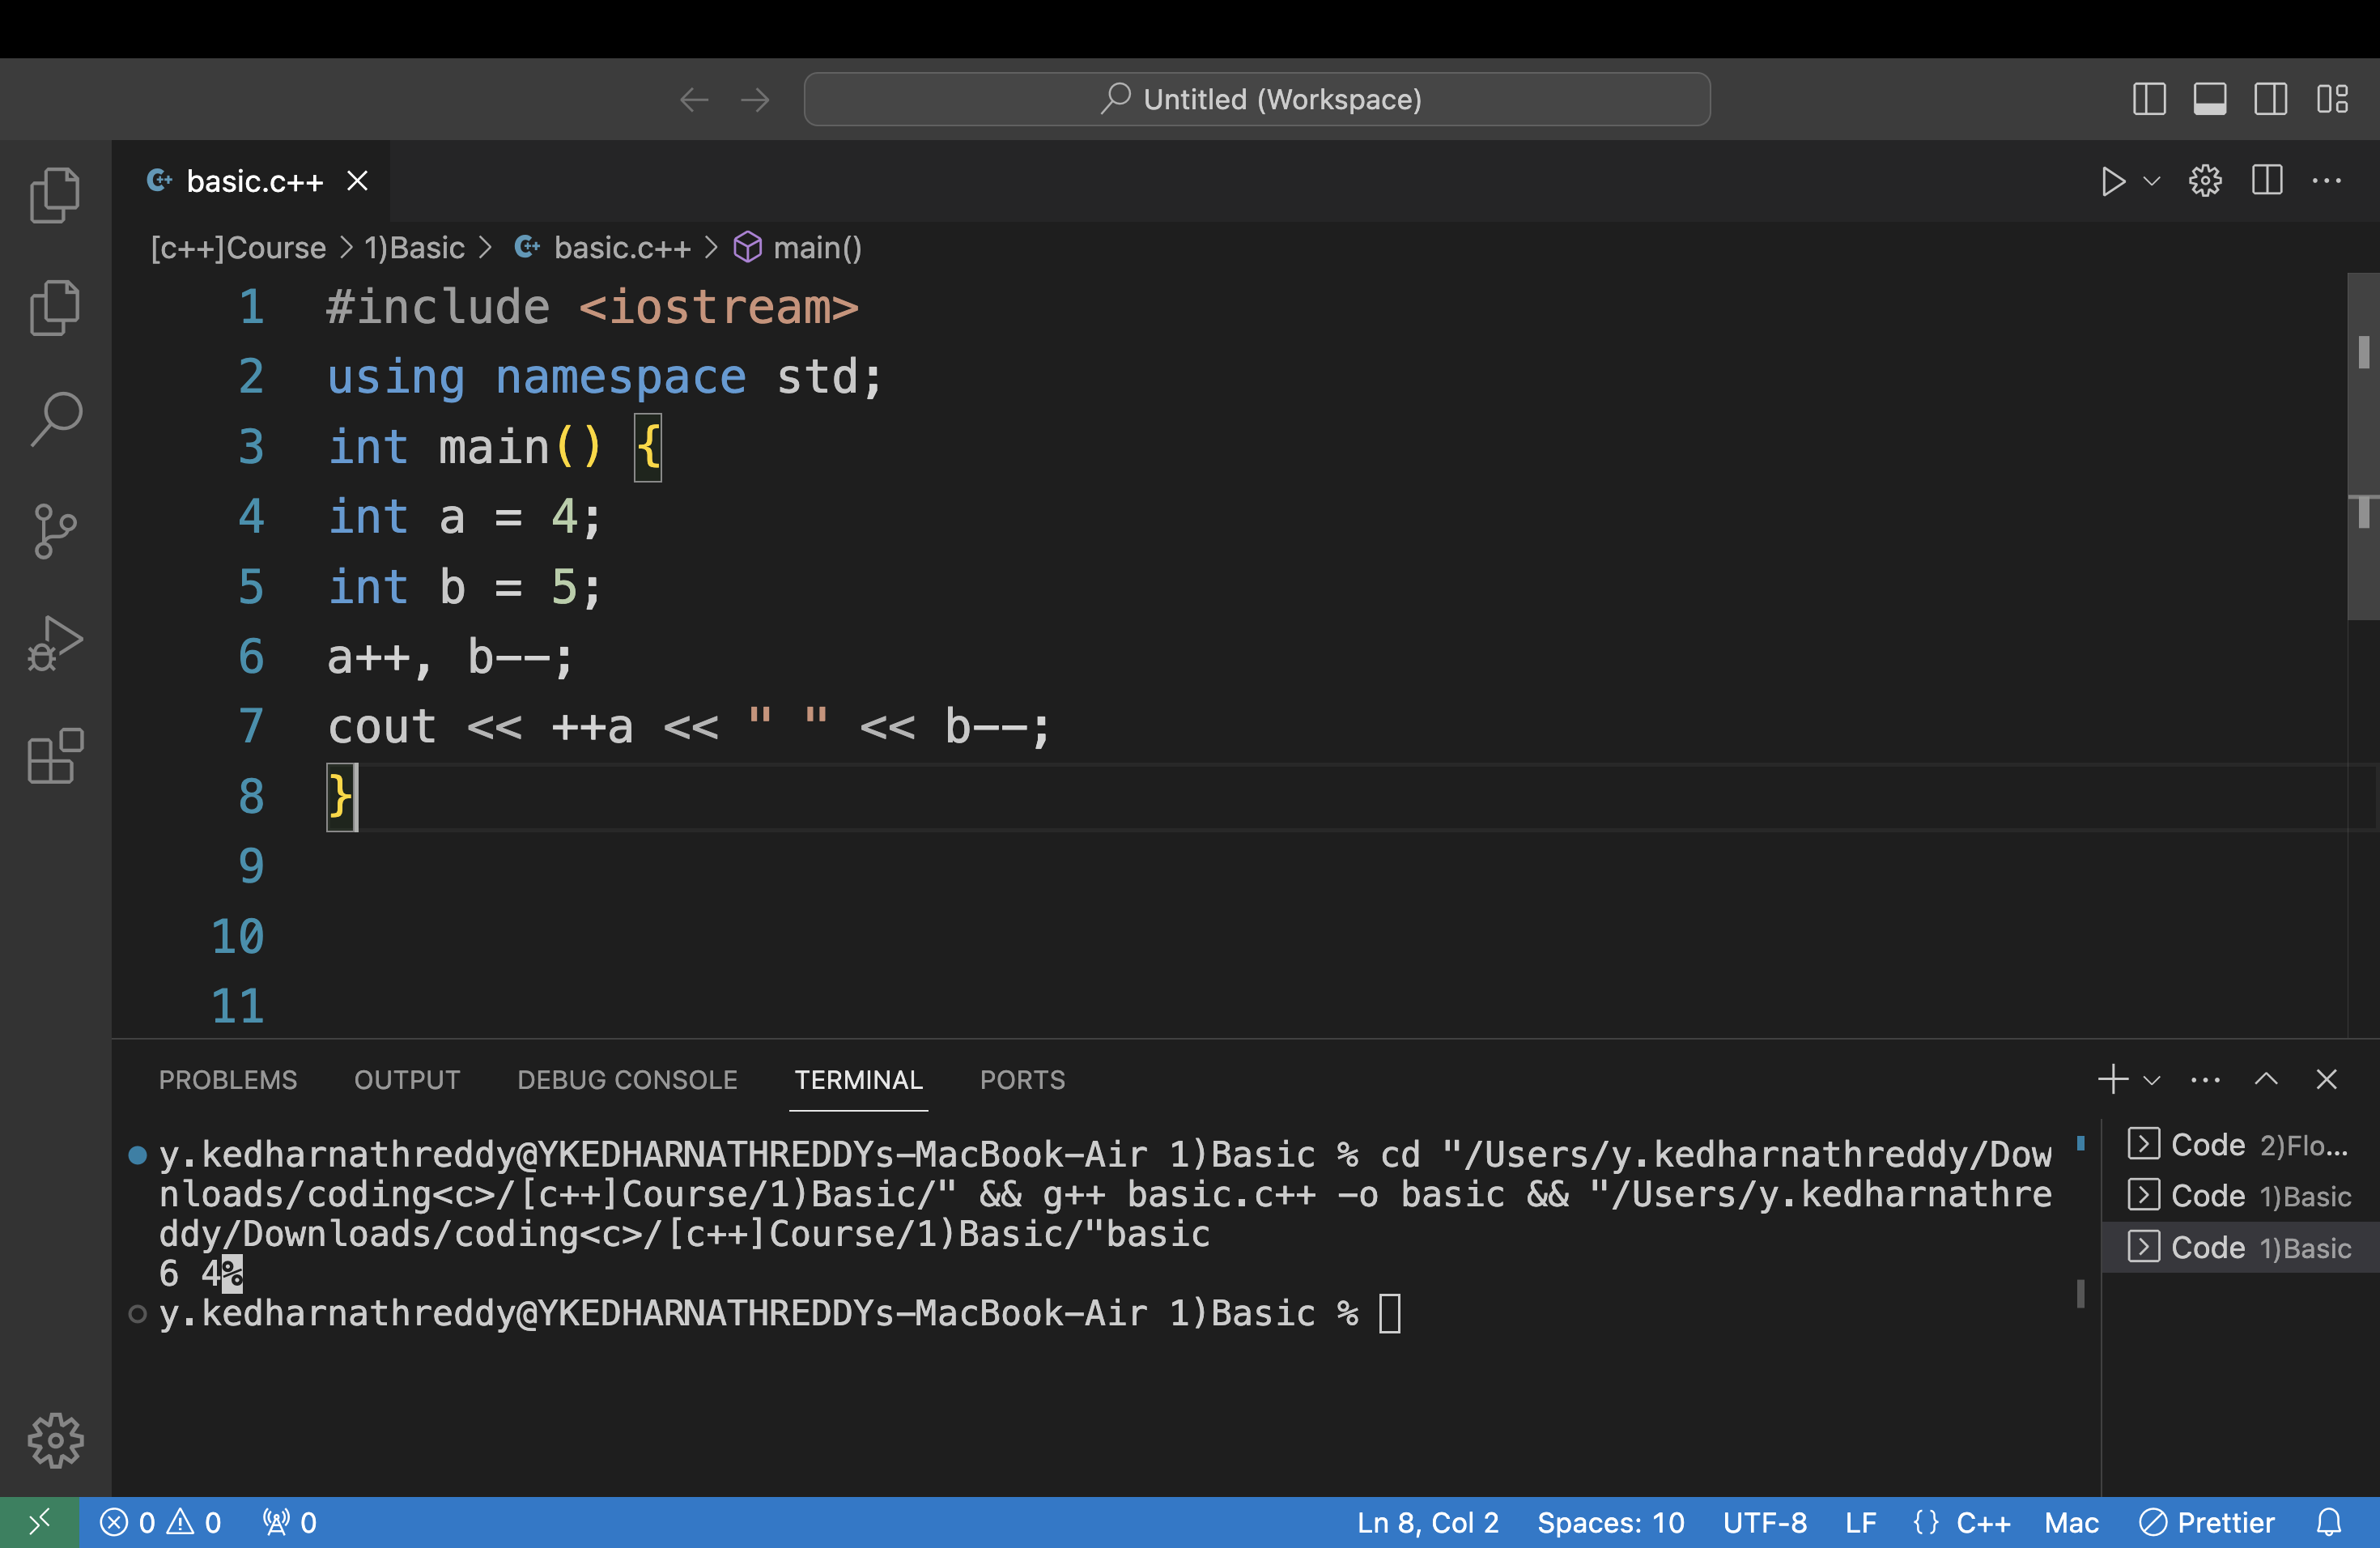 Untitled (Workspace)
basic.c++
[c++]Course > 1)Basic > basic.c++ > main()
1 #include <iostream>
2 using namespace std;
3 int main() {
4 int a = 4;
5 int b = 5;
6 a++, b--;
7 cout << ++a << " " << b--;
8 }
9
10
11
PROBLEMS OUTPUT DEBUG CONSOLE TERMINAL PORTS
y.kedharnathreddy@YKEDHARNATHREDDYs-MacBook-Air 1)Basic % cd "/Users/y.kedharnathreddy/Dow
nloads/coding<c>/[c++]Course/1)Basic/" && g++ basic.c++ -o basic && "/Users/y.kedharnathre
ddy/Downloads/coding<c>/[c++]Course/1)Basic/"basic
6 4%
y.kedharnathreddy@YKEDHARNATHREDDYs-MacBook-Air 1)Basic %
Code 2)Flo...
Code 1)Basic
Code 1)Basic
0 0 0 Ln 8, Col 2 Spaces: 10 UTF-8 LF {} C++ Mac Prettier